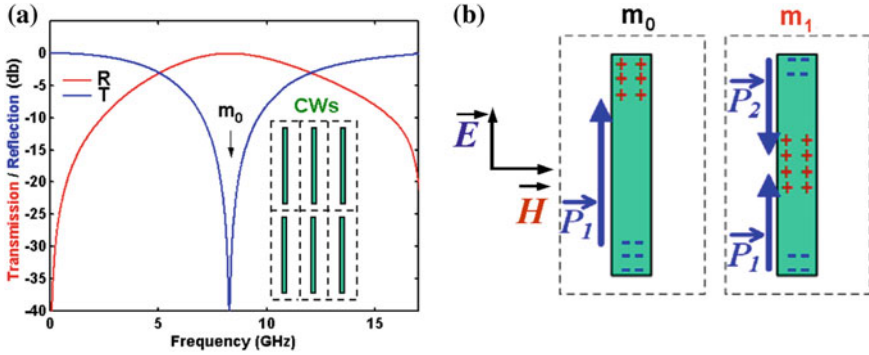 (a)
Transmission / Reflection (db)
0
-5
-10
-15
-20
-25
-30
-35
-40
R
T
m0
CWs
0
5
10
15
Frequency (GHz)
(b)
m0
m1
E
H
P1
+ +
+ +
+ +
- -
- -
- -
P2
P1
- -
- -
+ +
+ +
+ +
+ +
- -
- -